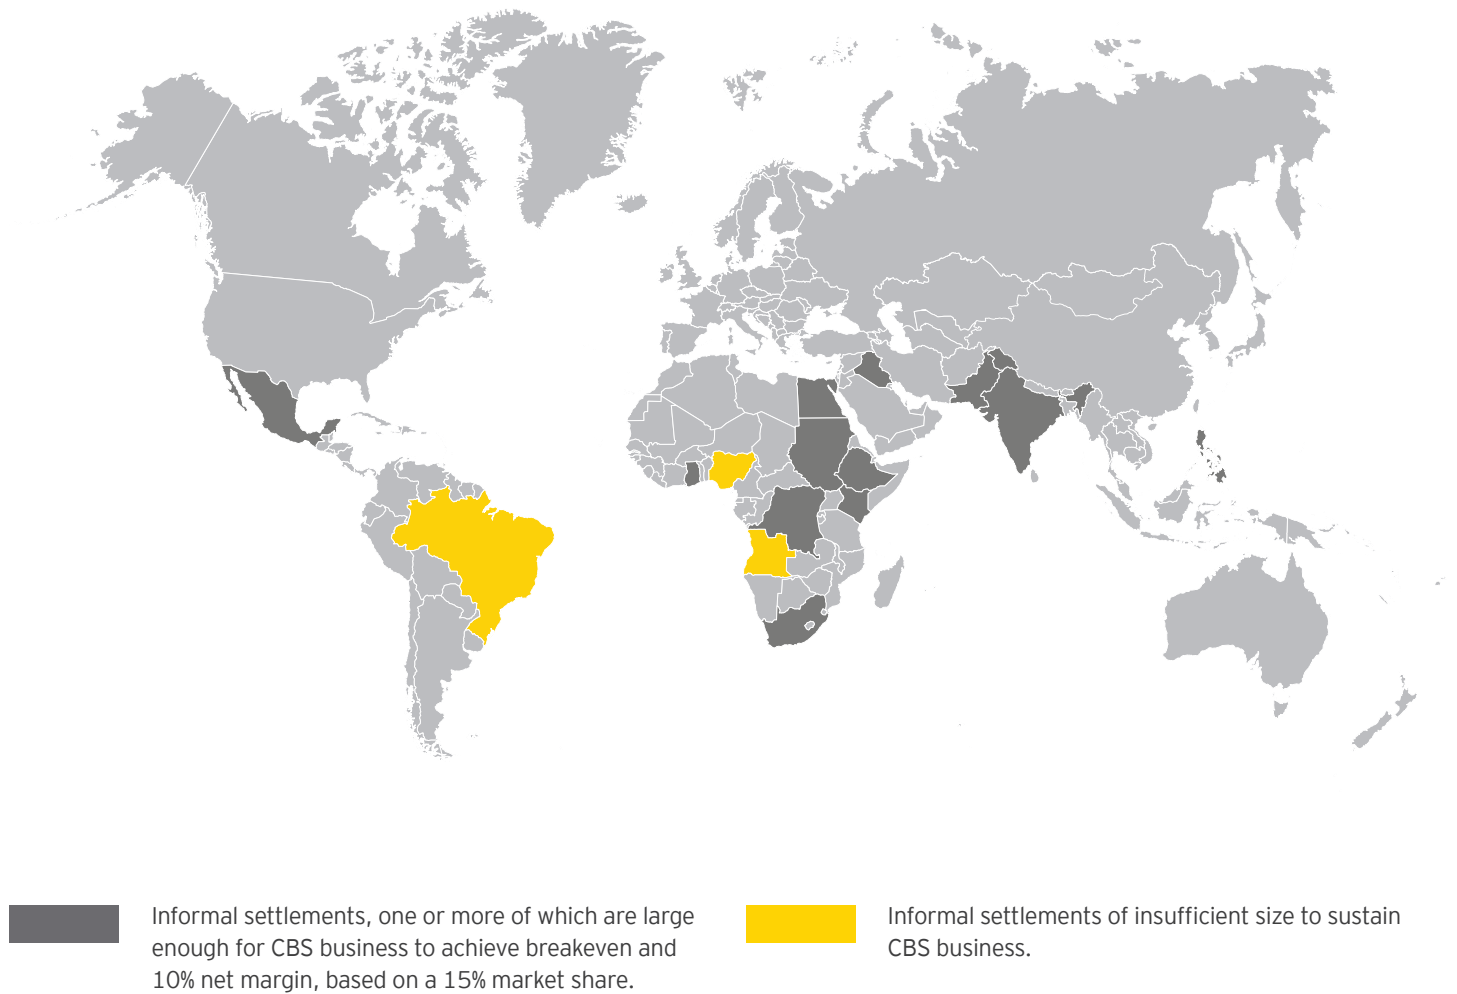 Informal settlements, one or more of which are large
enough for CBS business to achieve breakeven and
10% net margin, based on a 15% market share.
Informal settlements of insufficient size to sustain
CBS business.